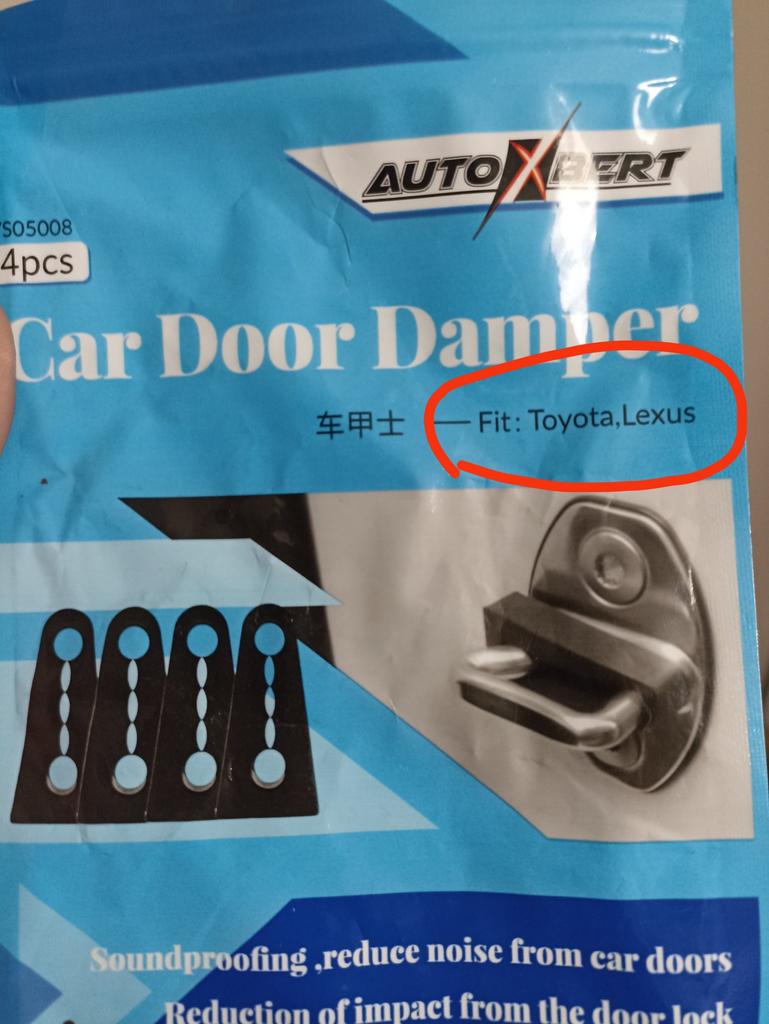 AUTOXBERT
S05008
4pcs
Car Door Damper
车甲士 — Fit: Toyota,Lexus
Soundproofing ,reduce noise from car doors
Reduction of impact from the door lock